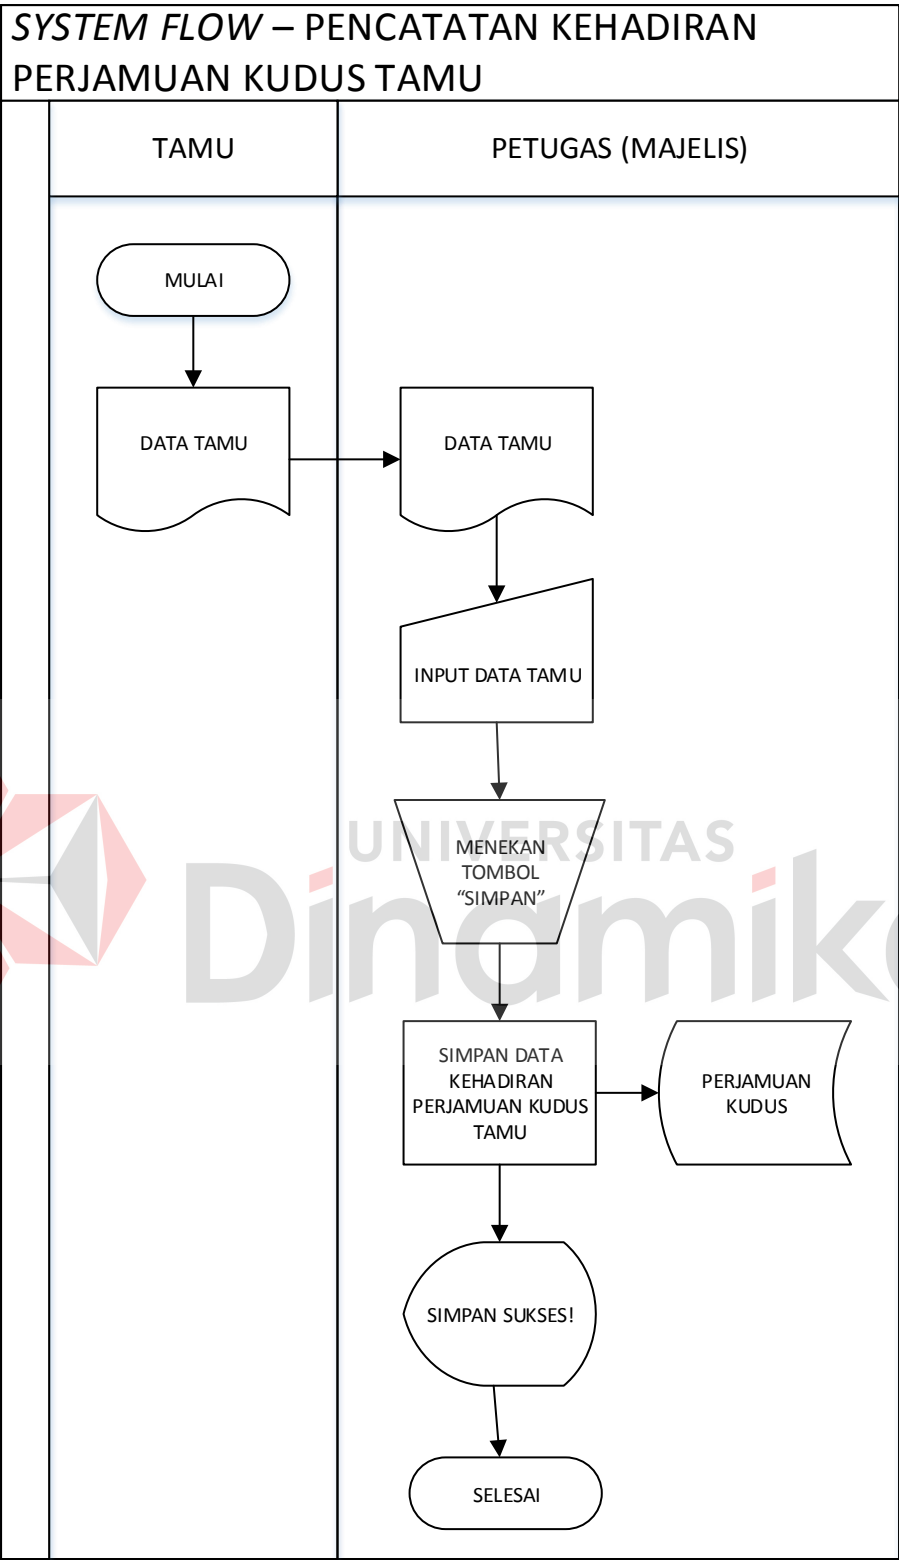 SYSTEM FLOW – PENCATATAN KEHADIRAN
PERJAMUAN KUDUS TAMU
TAMU
PETUGAS (MAJELIS)
MULAI
DATA TAMU
DATA TAMU
INPUT DATA TAMU
UNIVERSITAS
Dinamika
MENEKAN
TOMBOL
“SIMPAN”
SIMPAN DATA
KEHADIRAN
PERJAMUAN KUDUS
TAMU
PERJAMUAN
KUDUS
SIMPAN SUKSES!
SELESAI